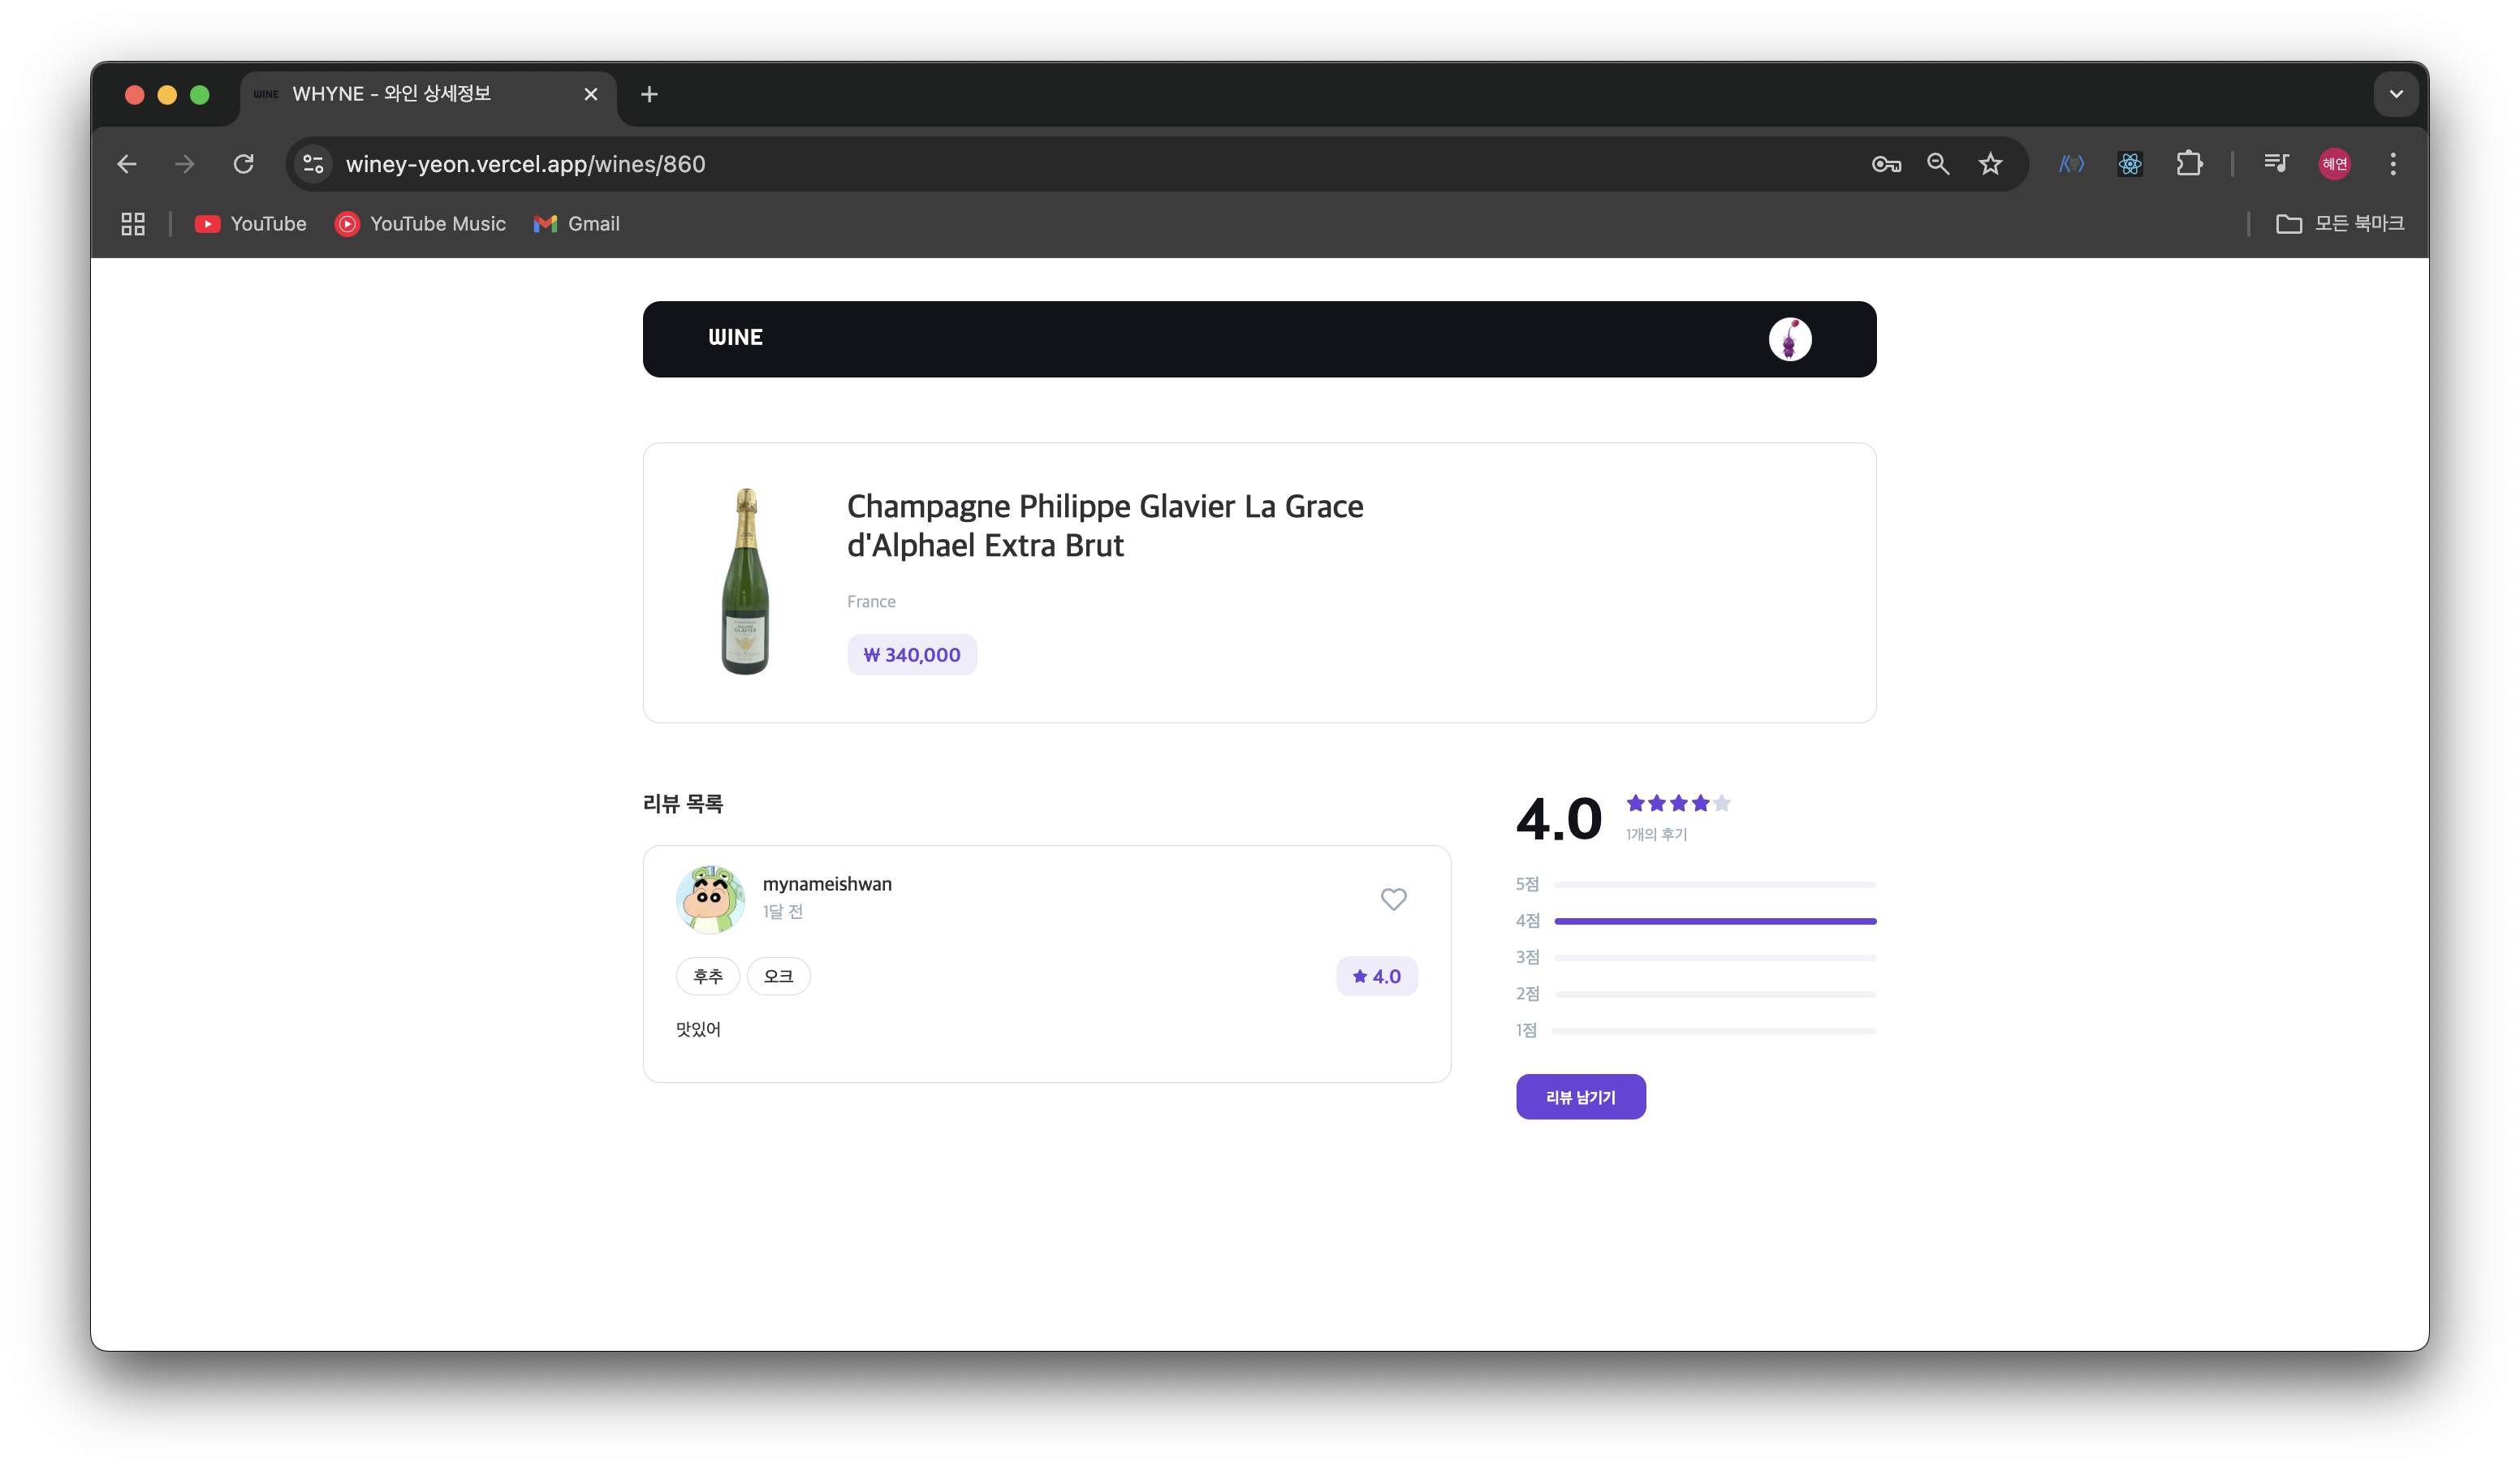 WINE WHYNE - 와인 상세정보
winey-yeon.vercel.app/wines/860
혜연
YouTube
YouTube Music
Gmail
모든 북마크
WINE
Champagne Philippe Glavier La Grace
d'Alphael Extra Brut
France
₩ 340,000
GLAVIER
리뷰 목록
mynameishwan
1달 전
후추
오크
4.0
맛있어
4.0
1개의 후기
5점
4점
3점
2점
1점
리뷰 남기기